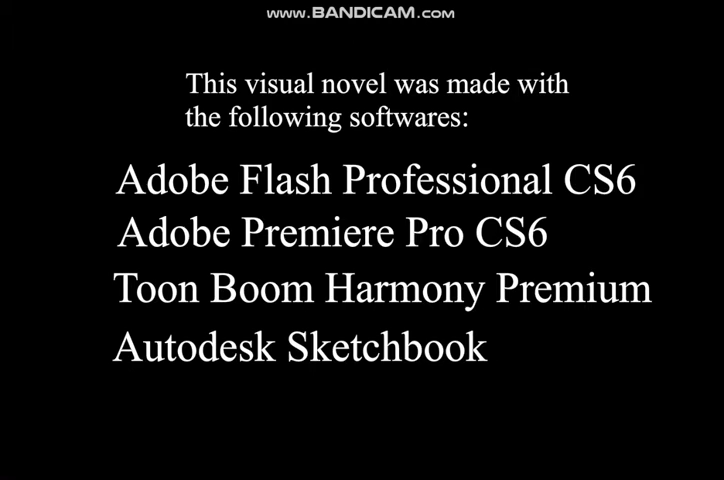 www.BANDICAM.com
This visual novel was made with
the following softwares:
Adobe Flash Professional CS6
Adobe Premiere Pro CS6
Toon Boom Harmony Premium
Autodesk Sketchbook